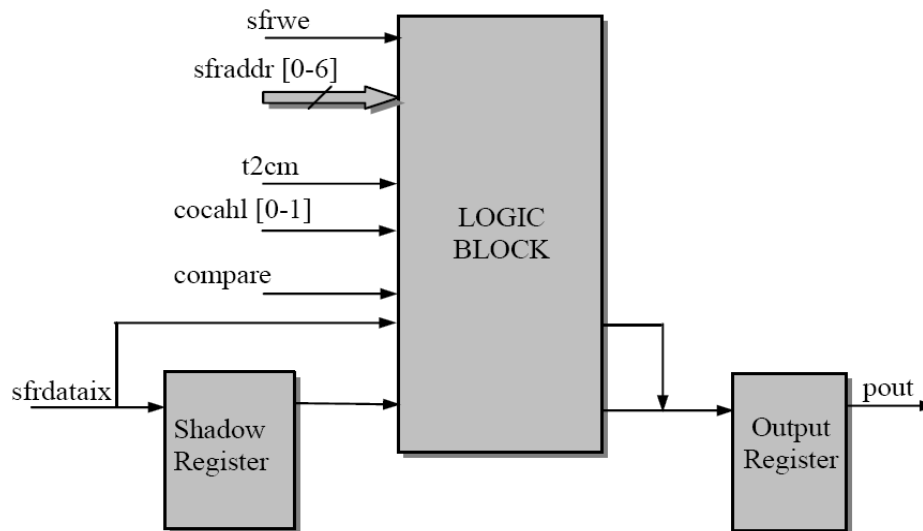 sfrwe
sfraddr [0-6]
t2cm
cocahl [0-1]
compare
LOGIC
BLOCK
sfrdataix
Shadow
Register
Output
Register
pout